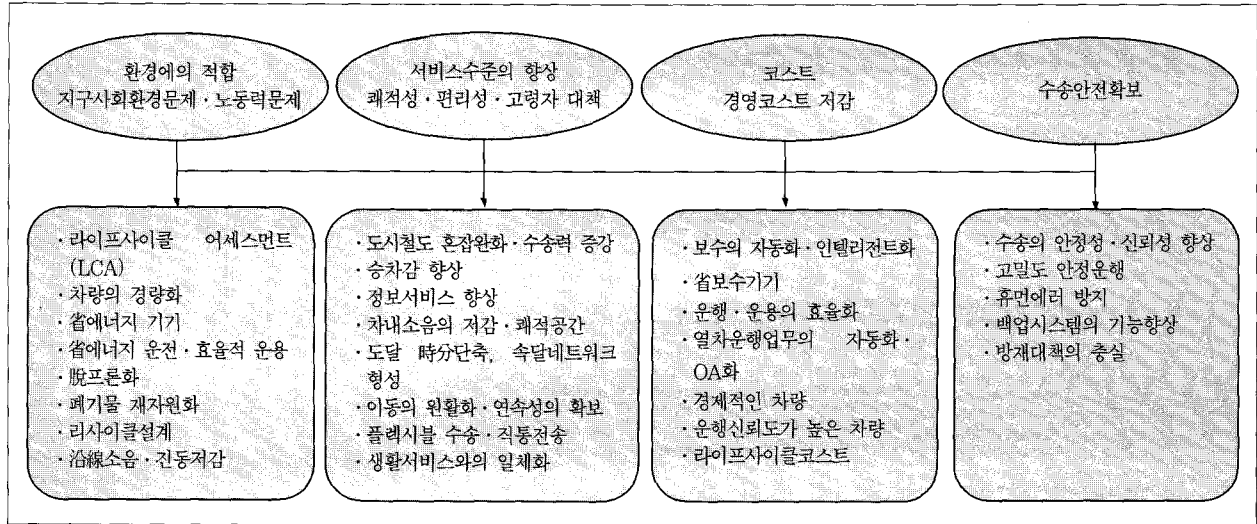 환경에의 적합
지구사회환경문제·노동력문제
서비스수준의 향상
쾌적성·편리성·고령자 대책
코스트
경영코스트 저감
수송안전확보
·라이프사이클 어세스먼트
(LCA)
·차량의 경량화
·省에너지 기기
·省에너지 운전·효율적 운용
·脫프론화
·폐기물 재자원화
·리사이클설계
·沿線소음·진동저감
·도시철도 혼잡완화·수송력 증강
·승차감 향상
·정보서비스 향상
·차내소음의 저감·쾌적공간
·도달 時分단축, 속달네트워크
형성
·이동의 원활화·연속성의 확보
·플렉시블 수송·직통전송
·생활서비스와의 일체화
·보수의 자동화·인텔리전트화
·省보수기기
·운행·운용의 효율화
·열차운행업무의 자동화·
OA화
·경제적인 차량
·운행신뢰도가 높은 차량
·라이프사이클코스트
·수송의 안정성·신뢰성 향상
·고밀도 안정운행
·휴먼에러 방지
·백업시스템의 기능향상
·방재대책의 충실